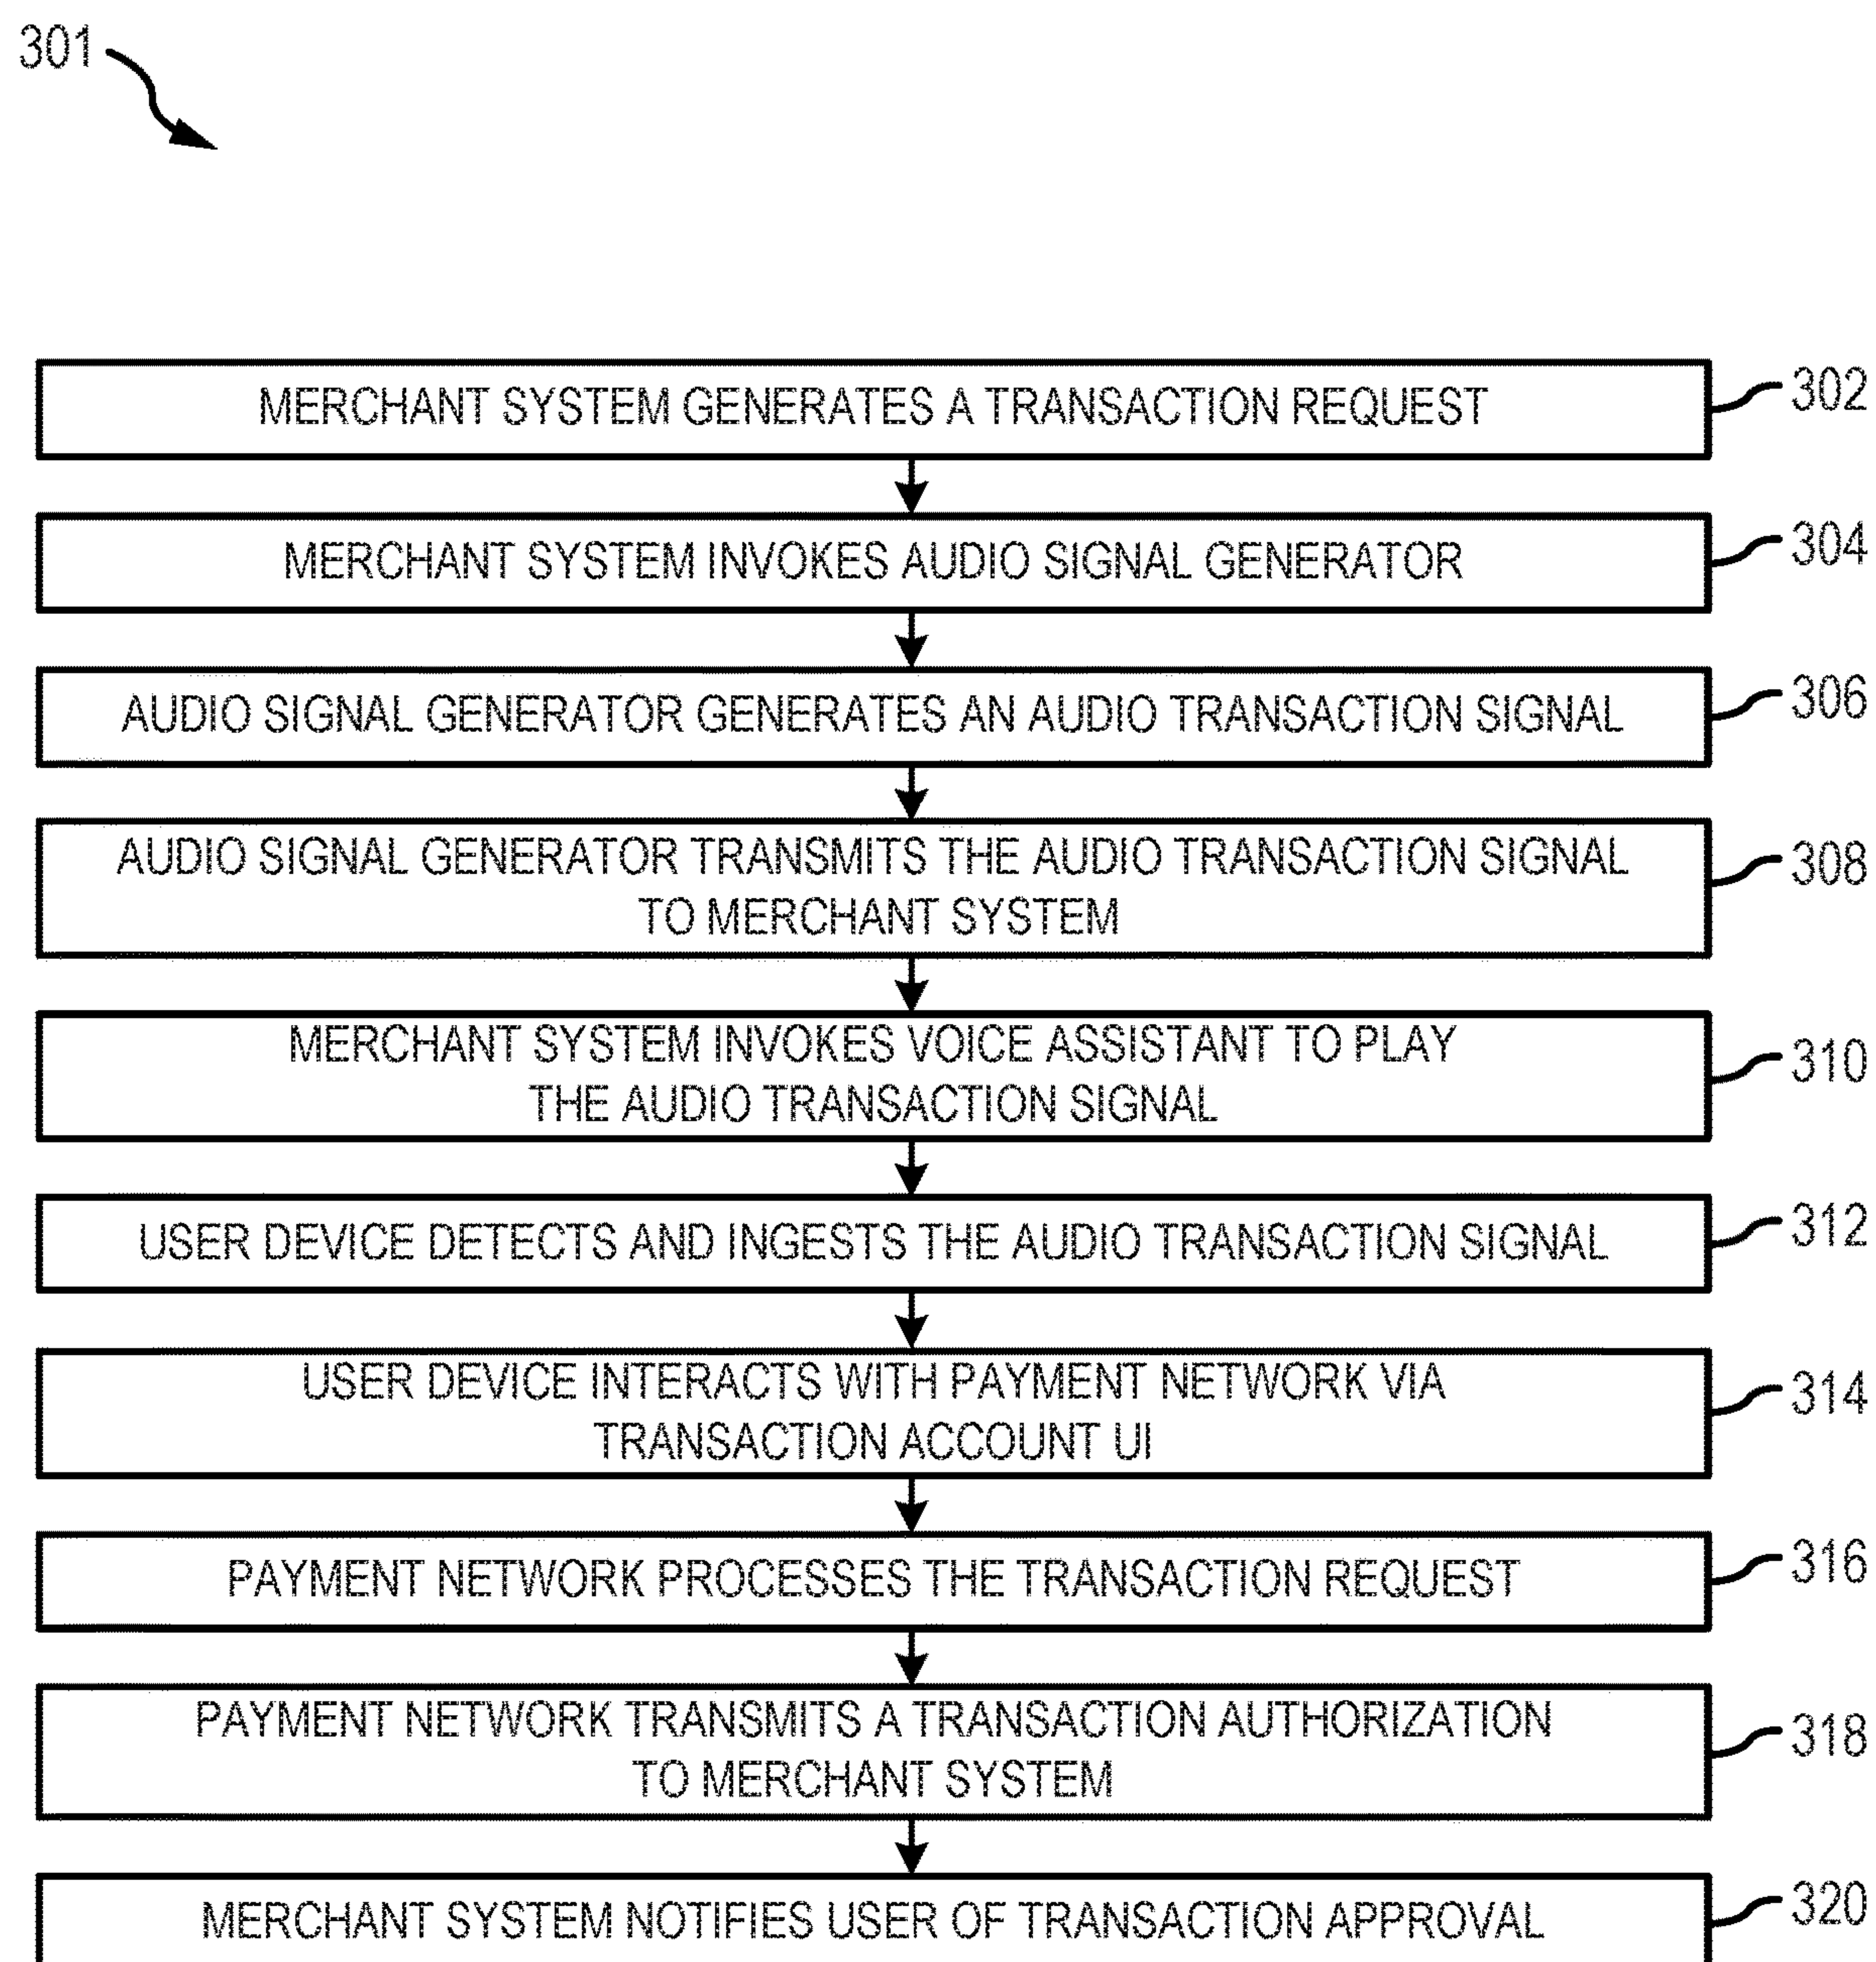 301
MERCHANT SYSTEM GENERATES A TRANSACTION REQUEST
302
MERCHANT SYSTEM INVOKES AUDIO SIGNAL GENERATOR
304
AUDIO SIGNAL GENERATOR GENERATES AN AUDIO TRANSACTION SIGNAL
306
AUDIO SIGNAL GENERATOR TRANSMITS THE AUDIO TRANSACTION SIGNAL
TO MERCHANT SYSTEM
308
MERCHANT SYSTEM INVOKES VOICE ASSISTANT TO PLAY
THE AUDIO TRANSACTION SIGNAL
310
USER DEVICE DETECTS AND INGESTS THE AUDIO TRANSACTION SIGNAL
312
USER DEVICE INTERACTS WITH PAYMENT NETWORK VIA
TRANSACTION ACCOUNT UI
314
PAYMENT NETWORK PROCESSES THE TRANSACTION REQUEST
316
PAYMENT NETWORK TRANSMITS A TRANSACTION AUTHORIZATION
TO MERCHANT SYSTEM
318
MERCHANT SYSTEM NOTIFIES USER OF TRANSACTION APPROVAL
320